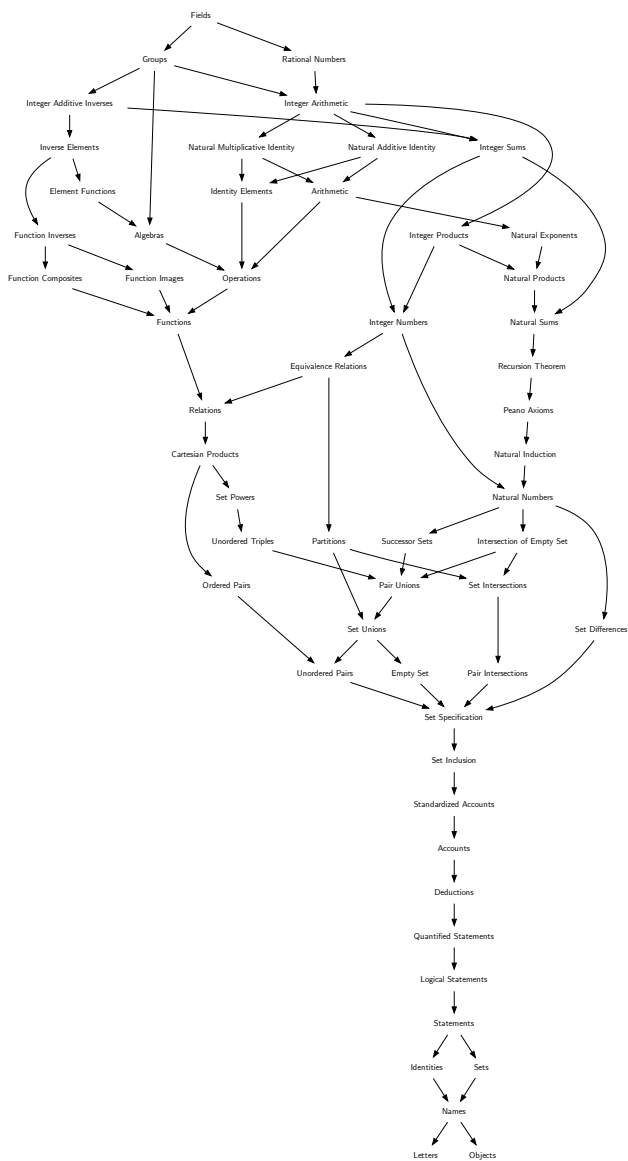 Fields
Groups
Rational Numbers
Integer Additive Inverses
Integer Arithmetic
Inverse Elements
Natural Multiplicative Identity
Natural Additive Identity
Integer Sums
Element Functions
Identity Elements
Arithmetic
Function Inverses
Algebras
Integer Products
Natural Exponents
Function Composites
Function Images
Operations
Natural Products
Functions
Integer Numbers
Natural Sums
Equivalence Relations
Recursion Theorem
Relations
Peano Axioms
Cartesian Products
Natural Induction
Set Powers
Natural Numbers
Unordered Triples
Partitions
Successor Sets
Intersection of Empty Set
Ordered Pairs
Pair Unions
Set Intersections
Set Unions
Set Differences
Unordered Pairs
Empty Set
Pair Intersections
Set Specification
Set Inclusion
Standardized Accounts
Accounts
Deductions
Quantified Statements
Logical Statements
Statements
Identities
Sets
Names
Letters
Objects